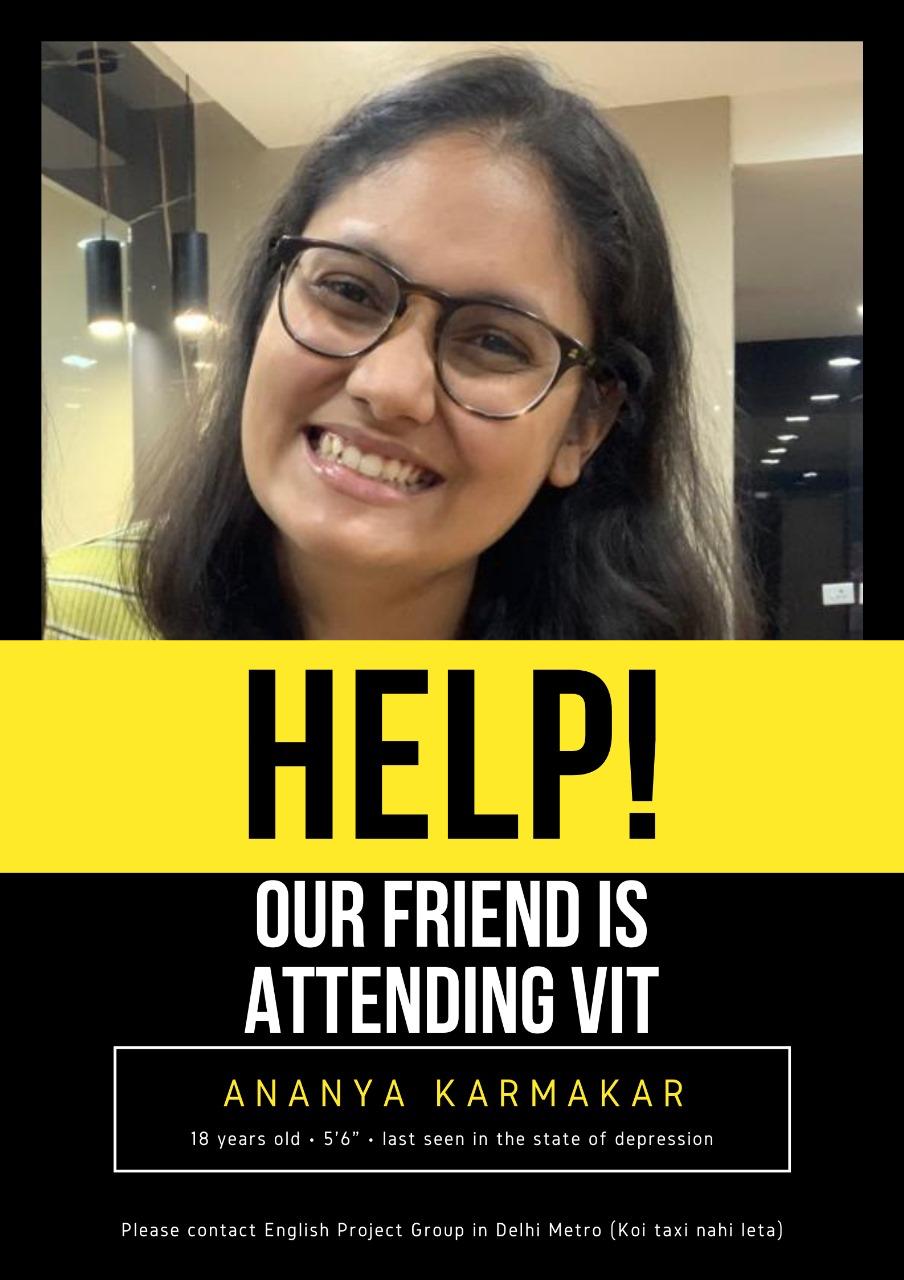 HELP!
OUR FRIEND IS
ATTENDING VIT
ANANYA KARMAKAR
18 years old • 5'6” • last seen in the state of depression
Please contact English Project Group in Delhi Metro (Koi taxi nahi leta)